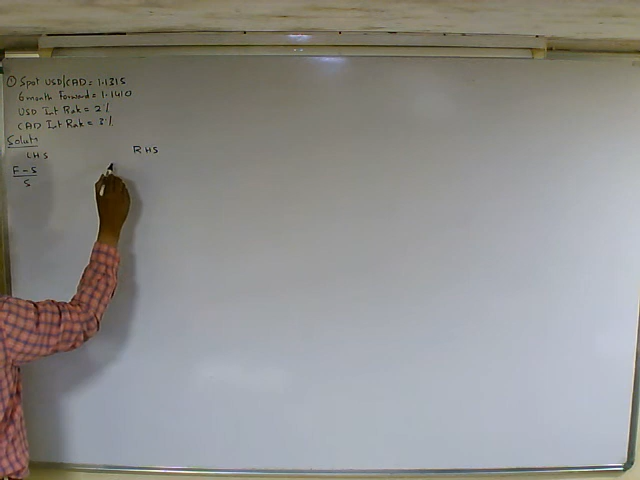 ① Spot USD/CAD = 1.1315
6 month Forward = 1.1410
USD Int Rate = 2%
CAD Int Rate = 3%
Solutn
LHS RHS
F - S
S